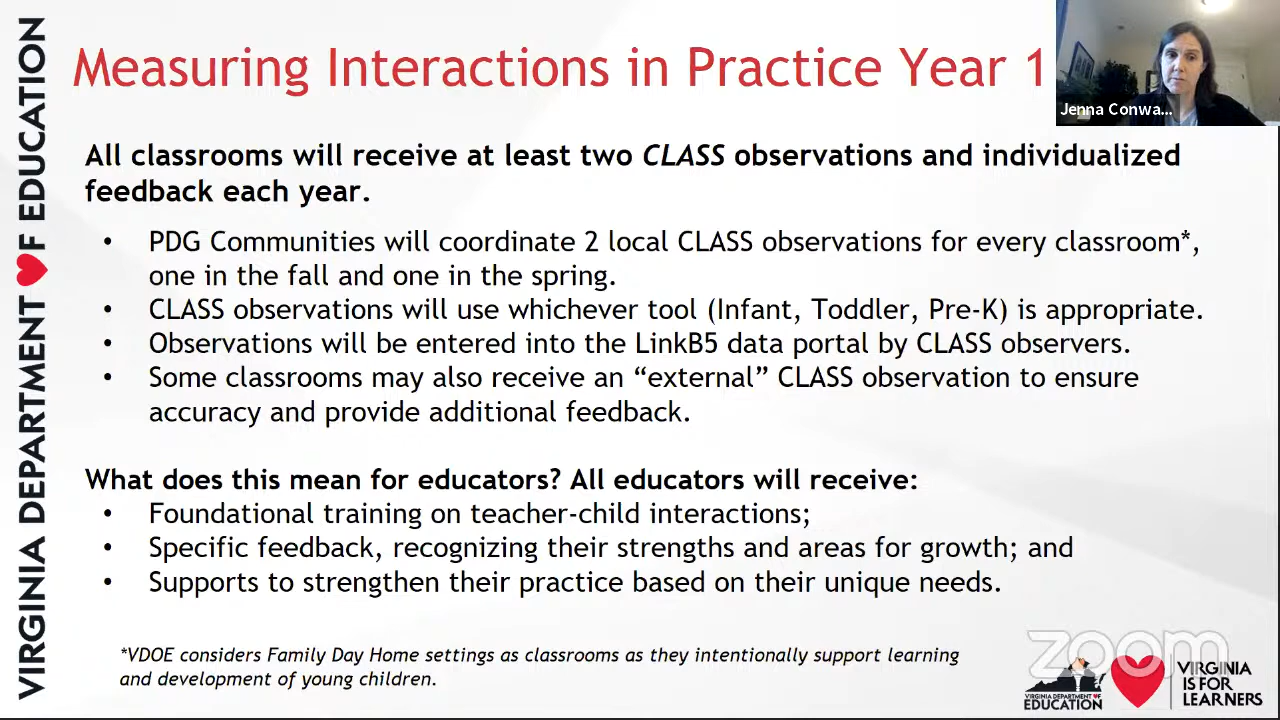 VIRGINIA DEPARTMENT OF EDUCATION
Measuring Interactions in Practice Year 1
Jenna Conwa...
All classrooms will receive at least two CLASS observations and individualized
feedback each year.
• PDG Communities will coordinate 2 local CLASS observations for every classroom*,
one in the fall and one in the spring.
• CLASS observations will use whichever tool (Infant, Toddler, Pre-K) is appropriate.
• Observations will be entered into the LinkB5 data portal by CLASS observers.
• Some classrooms may also receive an “external” CLASS observation to ensure
accuracy and provide additional feedback.
What does this mean for educators? All educators will receive:
• Foundational training on teacher-child interactions;
• Specific feedback, recognizing their strengths and areas for growth; and
• Supports to strengthen their practice based on their unique needs.
*VDOE considers Family Day Home settings as classrooms as they intentionally support learning
and development of young children.
zoom
VIRGINIA DEPARTMENT OF
EDUCATION
VIRGINIA
IS FOR
LEARNERS